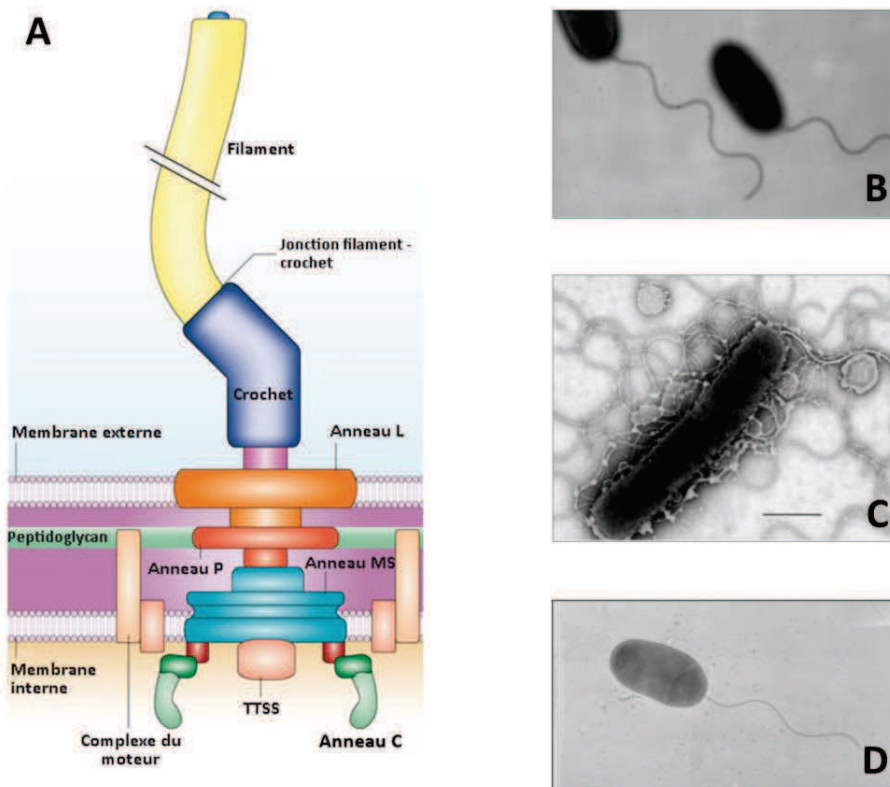 A
Filament
Jonction filament -
crochet
Crochet
Membrane externe
Anneau L
Peptidoglycan
Anneau P
Anneau MS
Membrane
interne
TTSS
Complexe du
moteur
Anneau C
B
C
D